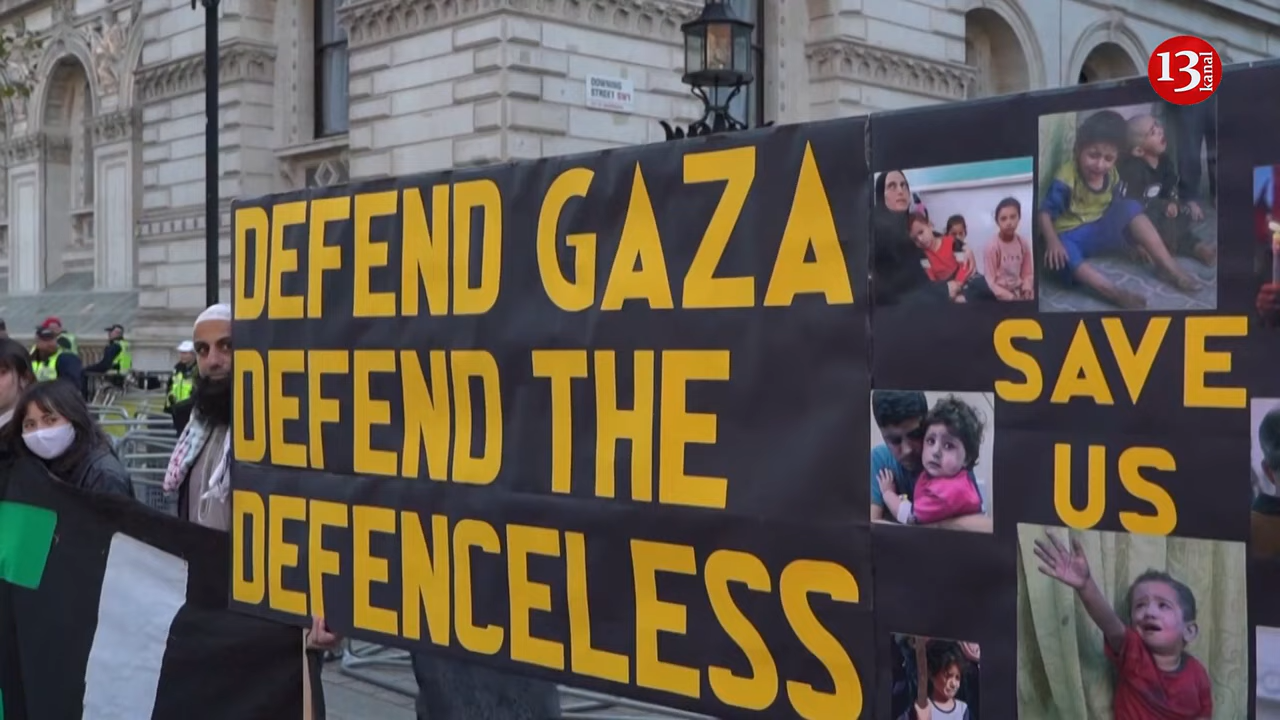 13
kanal
DOWNING
STREET SW1
DEFEND GAZA
DEFEND THE
DEFENCELESS
SAVE
US